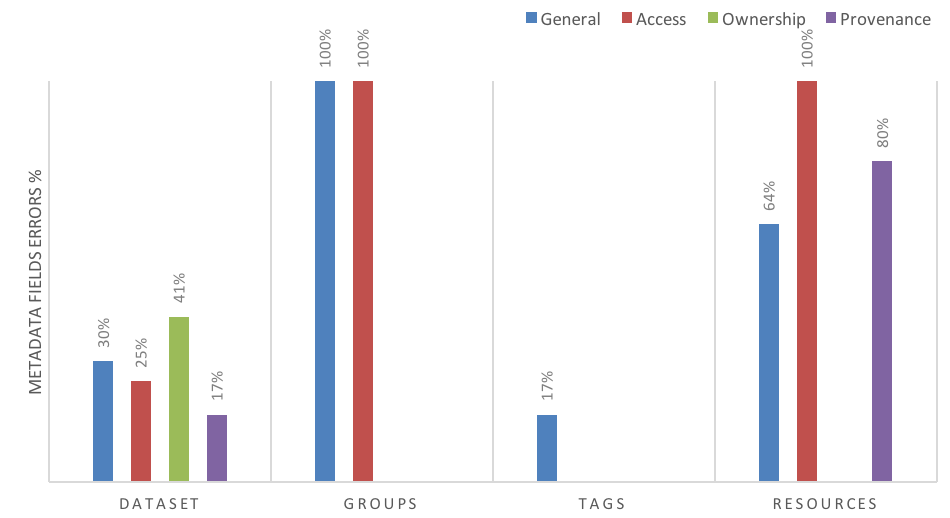 General Access Ownership Provenance
100% 100% 100%
80%
64%
41%
30%
25%
17% 17%
METADATA FIELDS ERRORS %
DATASET GROUPS TAGS RESOURCES